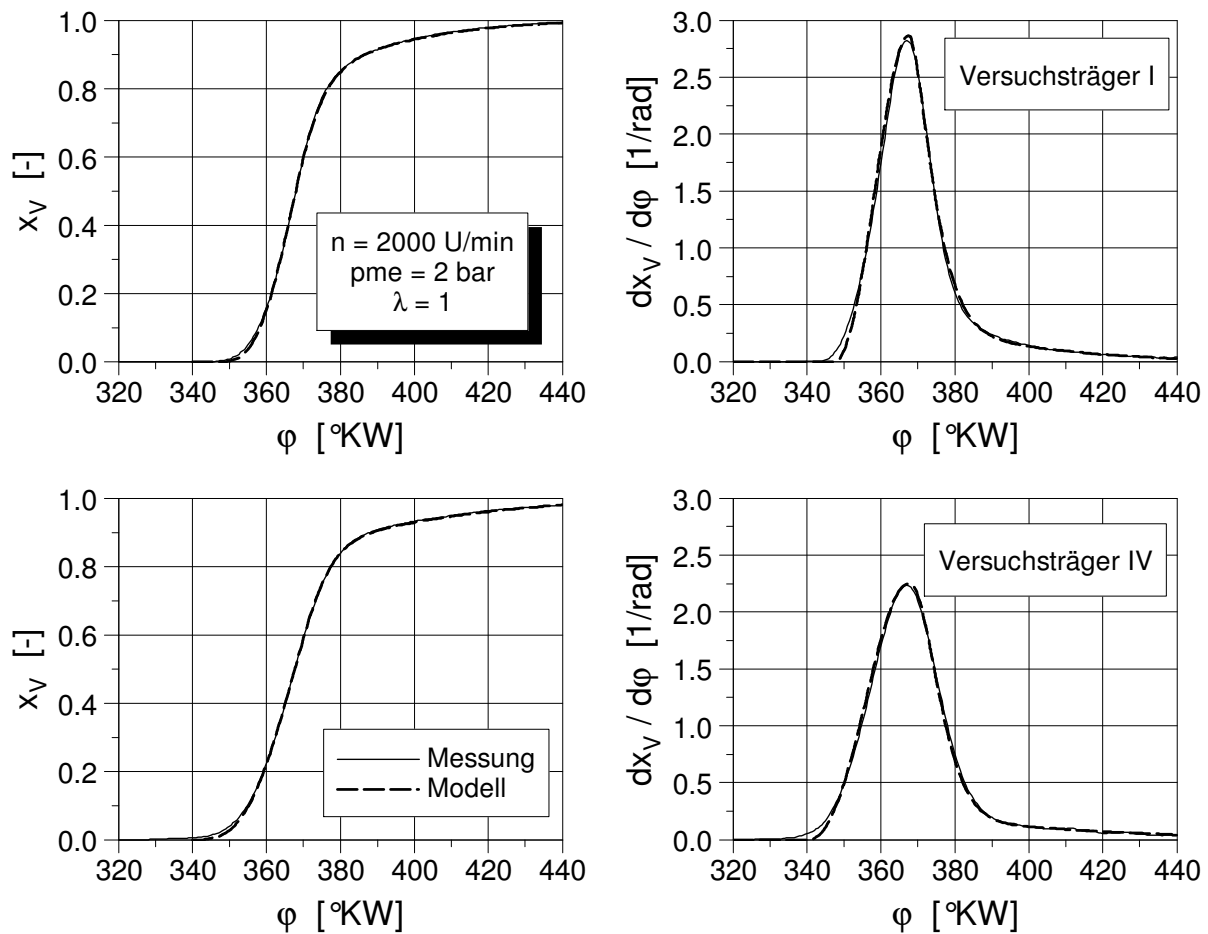 1.0
0.8
0.6
0.4
0.2
0.0
x_V [-]
n = 2000 U/min
pme = 2 bar
λ = 1
320 340 360 380 400 420 440
φ [°KW]
3.0
2.5
2.0
1.5
1.0
0.5
0.0
dx_V / dφ [1/rad]
Versuchsträger I
320 340 360 380 400 420 440
φ [°KW]
1.0
0.8
0.6
0.4
0.2
0.0
x_V [-]
Messung
Modell
320 340 360 380 400 420 440
φ [°KW]
3.0
2.5
2.0
1.5
1.0
0.5
0.0
dx_V / dφ [1/rad]
Versuchsträger IV
320 340 360 380 400 420 440
φ [°KW]